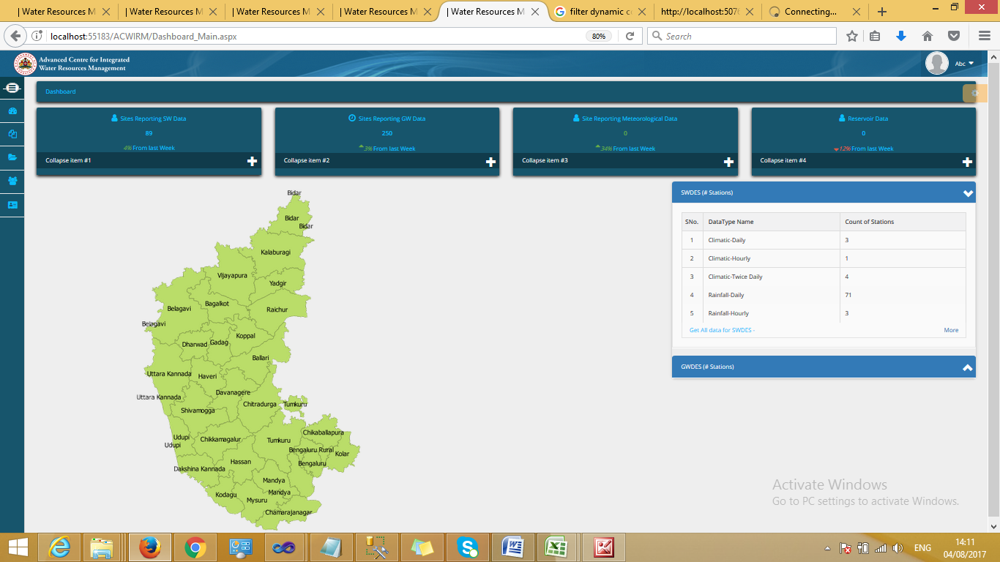 | Water Resources M
| Water Resources M
| Water Resources M
| Water Resources M
| Water Resources M
filter dynamic c
http://localhost:507
Connecting...
localhost:55183/ACWIRM/Dashboard_Main.aspx
80%
Search
Advanced Centre for Integrated
Water Resources Management
Abc
Dashboard
Sites Reporting SW Data
89
4% From last Week
Collapse item #1
Sites Reporting GW Data
250
3% From last Week
Collapse item #2
Site Reporting Meteorological Data
0
34% From last Week
Collapse item #3
Reservoir Data
0
12% From last Week
Collapse item #4
Bidar
Bidar
Bidar
Kalaburagi
Vijayapura
Yadgir
Belagavi
Bagalkot
Raichur
Belagavi
Koppal
Dharwad
Gadag
Ballari
Uttara Kannada
Haveri
Davanagere
Uttara Kannada
Chitradurga
Tumkuru
Shivamogga
Chikaballapura
Udupi
Chikkamagalur
Tumkuru
Udupi
Bengaluru Rural
Kolar
Hassan
Bengaluru
Dakshina Kannada
Mandya
Mandya
Kodagu
Mysuru
Chamarajanagar
SWDES (# Stations)
SNo. DataType Name Count of Stations
1 Climatic-Daily 3
2 Climatic-Hourly 1
3 Climatic-Twice Daily 4
4 Rainfall-Daily 71
5 Rainfall-Hourly 3
Get All data for SWDES - More
GWDES (# Stations)
Activate Windows
Go to PC settings to activate Windows.
ENG
14:11
04/08/2017